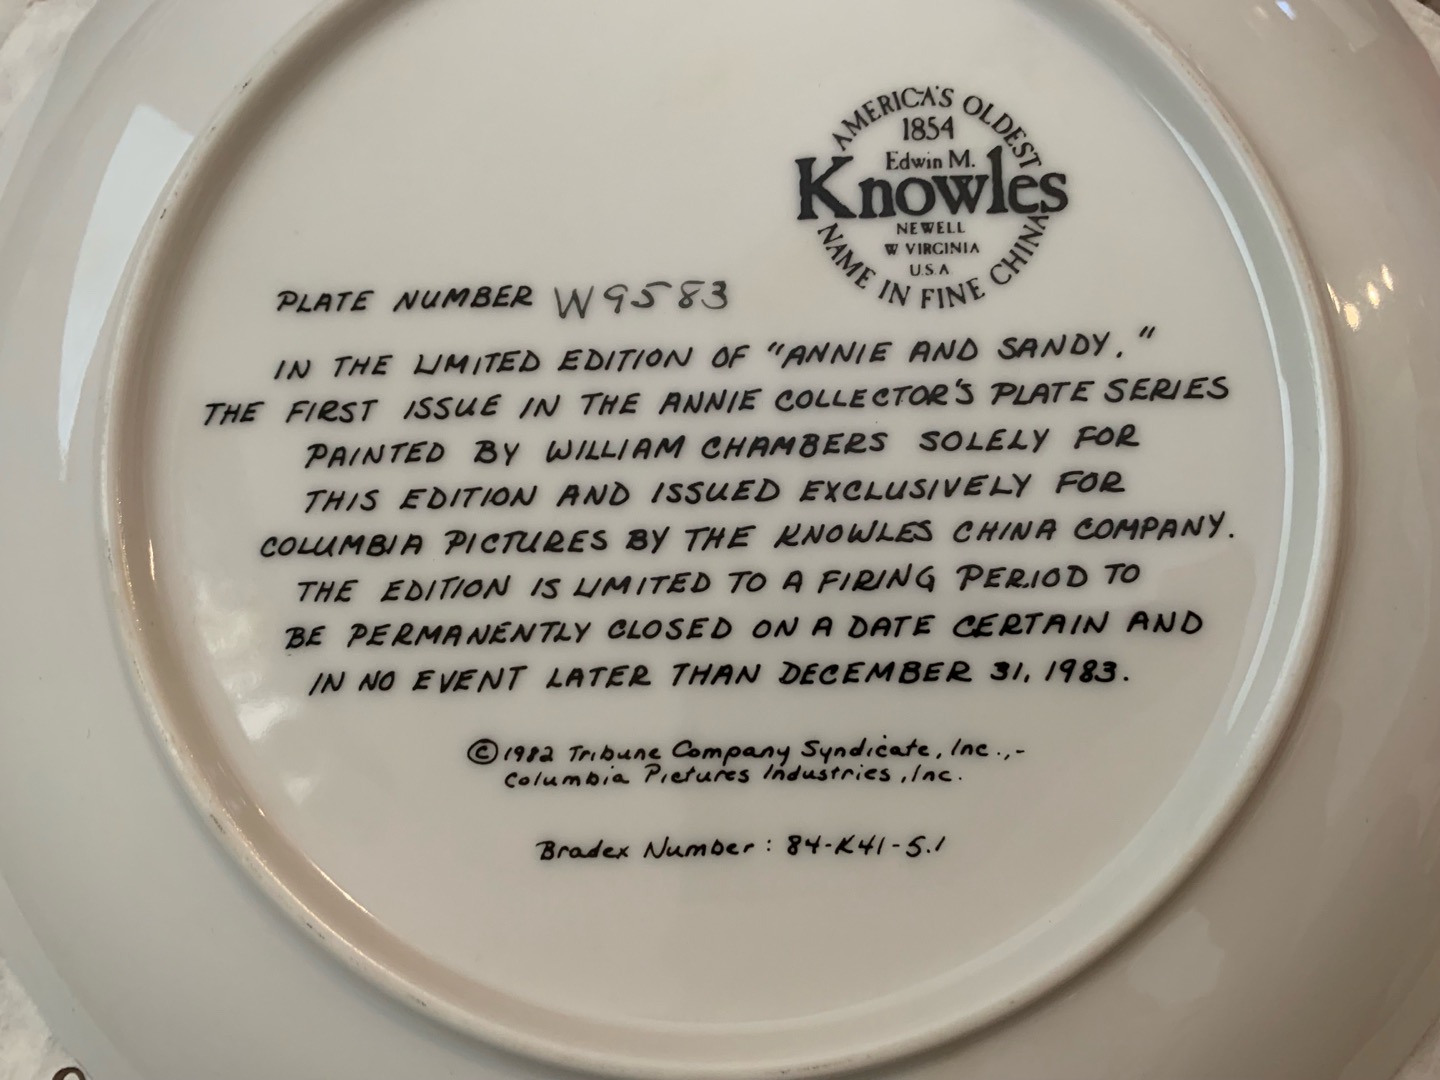 AMERICA'S OLDEST
1854
Edwin M.
Knowles
NEWELL
W VIRGINIA
U.S.A
NAME IN FINE CHINA
PLATE NUMBER W9583
IN THE LIMITED EDITION OF "ANNIE AND SANDY."
THE FIRST ISSUE IN THE ANNIE COLLECTOR'S PLATE SERIES
PAINTED BY WILLIAM CHAMBERS SOLELY FOR
THIS EDITION AND ISSUED EXCLUSIVELY FOR
COLUMBIA PICTURES BY THE KNOWLES CHINA COMPANY.
THE EDITION IS LIMITED TO A FIRING PERIOD TO
BE PERMANENTLY CLOSED ON A DATE CERTAIN AND
IN NO EVENT LATER THAN DECEMBER 31, 1983.
©1982 Tribune Company Syndicate, Inc.,-
Columbia Pictures Industries, Inc.
Bradex Number: 84-K41-5.1